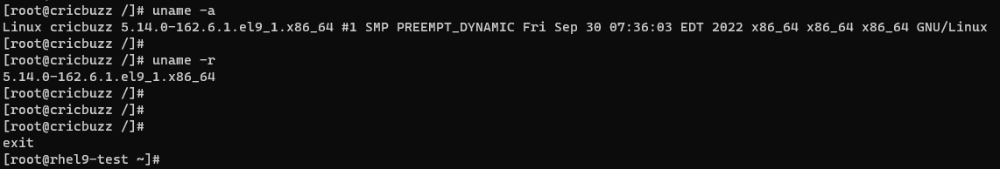 [root@cricbuzz /]# uname -a
Linux cricbuzz 5.14.0-162.6.1.el9_1.x86_64 #1 SMP PREEMPT_DYNAMIC Fri Sep 30 07:36:03 EDT 2022 x86_64 x86_64 x86_64 GNU/Linux
[root@cricbuzz /]#
[root@cricbuzz /]# uname -r
5.14.0-162.6.1.el9_1.x86_64
[root@cricbuzz /]#
[root@cricbuzz /]#
[root@cricbuzz /]#
exit
[root@rhel9-test ~]#